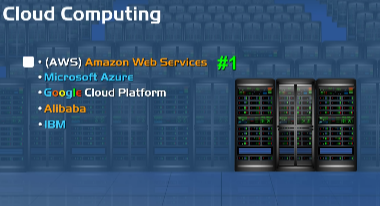 Cloud Computing
• (AWS) Amazon Web Services #1
• Microsoft Azure
• Google Cloud Platform
• Alibaba
• IBM